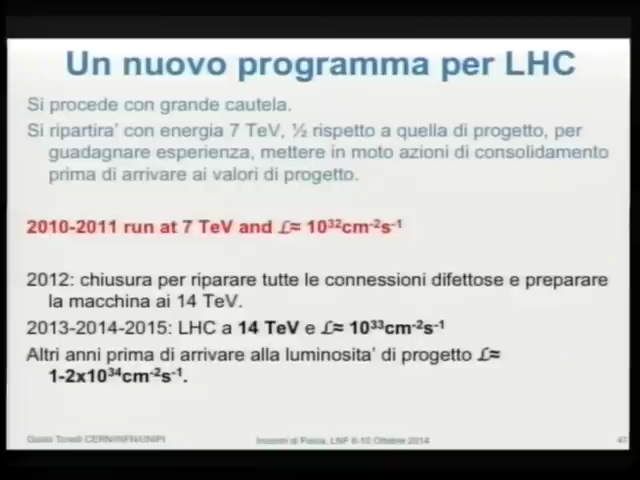 Un nuovo programma per LHC
Si procede con grande cautela.
Si ripartira' con energia 7 TeV, ½ rispetto a quella di progetto, per
guadagnare esperienza, mettere in moto azioni di consolidamento
prima di arrivare ai valori di progetto.
2010-2011 run at 7 TeV and ℒ≈ 10³²cm⁻²s⁻¹
2012: chiusura per riparare tutte le connessioni difettose e preparare
la macchina ai 14 TeV.
2013-2014-2015: LHC a 14 TeV e ℒ≈ 10³³cm⁻²s⁻¹
Altri anni prima di arrivare alla luminosita' di progetto ℒ≈
1-2x10³⁴cm⁻²s⁻¹.
Guido Tonelli CERN/INFN/UNIPI
Incontri di Fisica, LNF 8-10 Ottobre 2014
47